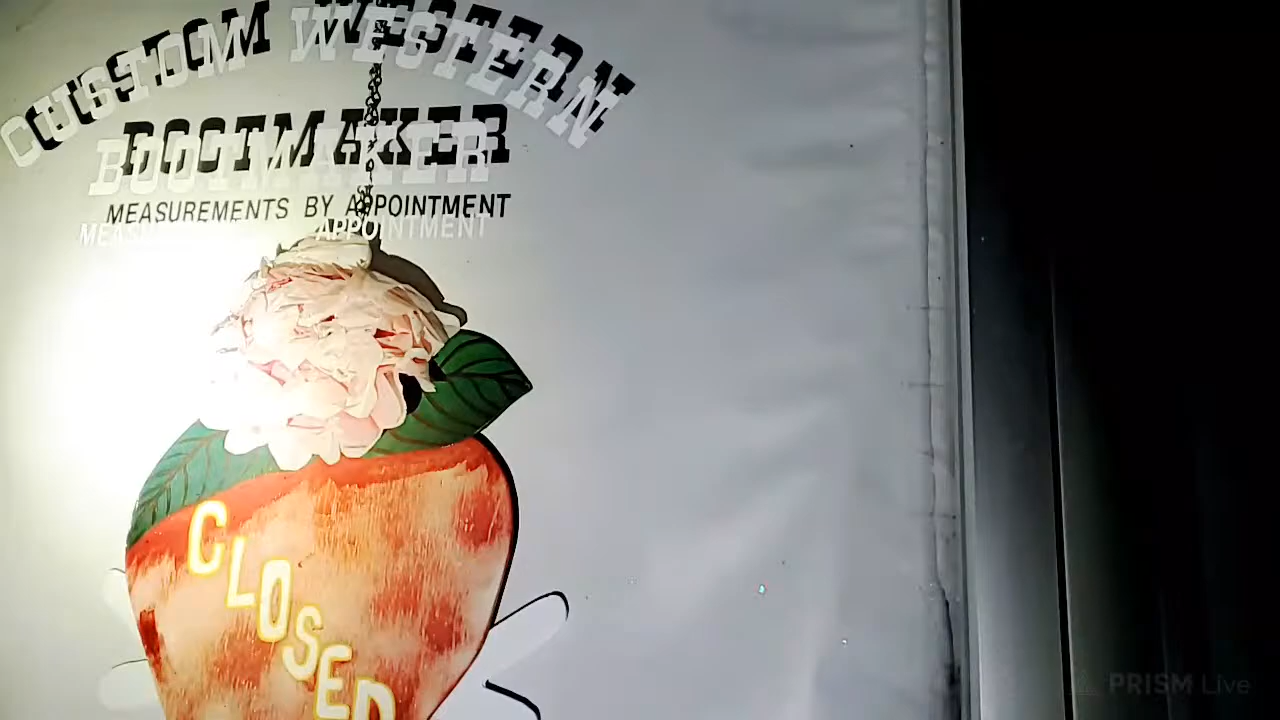 CUSTOM WESTERN
BOOTMAKER
MEASUREMENTS BY APPOINTMENT
CLOSED
PRISM Live